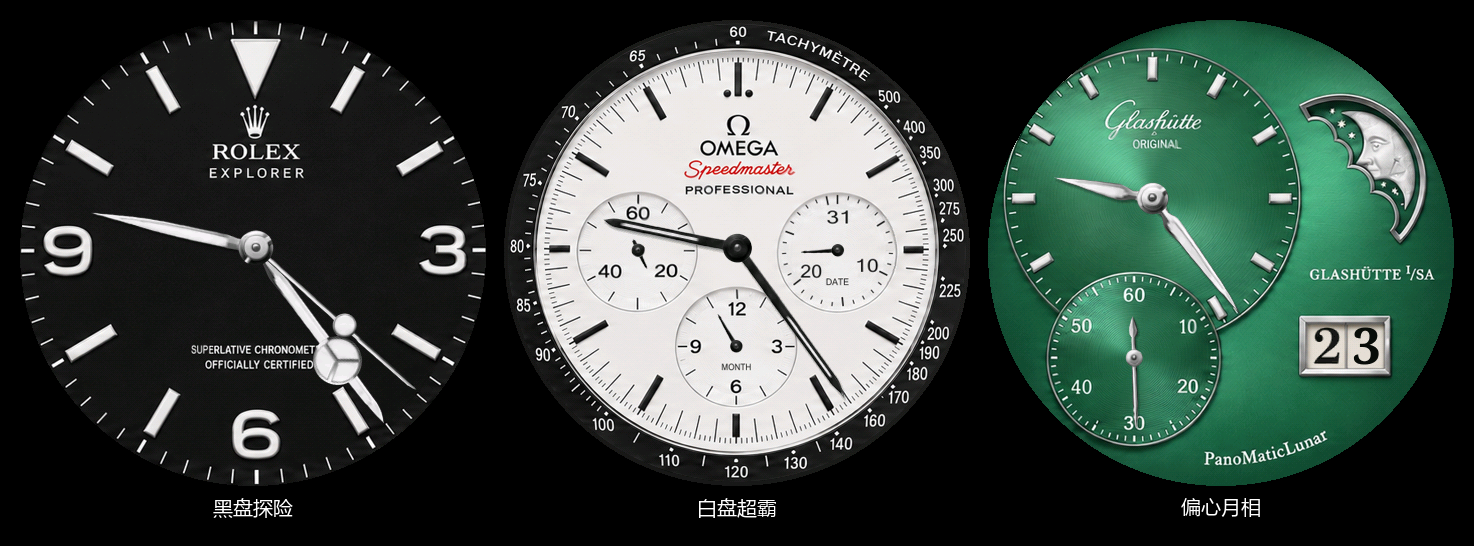 ROLEX
EXPLORER
9
3
SUPERLATIVE CHRONOMET
OFFICIALLY CERTIFIED
6
黑盘探险
60
TACHYMÈTRE
65
500
70
400
350
75
300
275
80
250
225
85
200
190
90
180
170
100
160
140
110
130
120
OMEGA
Speedmaster
PROFESSIONAL
60
40
20
31
20
10
DATE
12
9
3
MONTH
6
白盘超霸
Glashütte
ORIGINAL
GLASHÜTTE I/SA
60
50
10
40
20
30
23
PanoMaticLunar
偏心月相